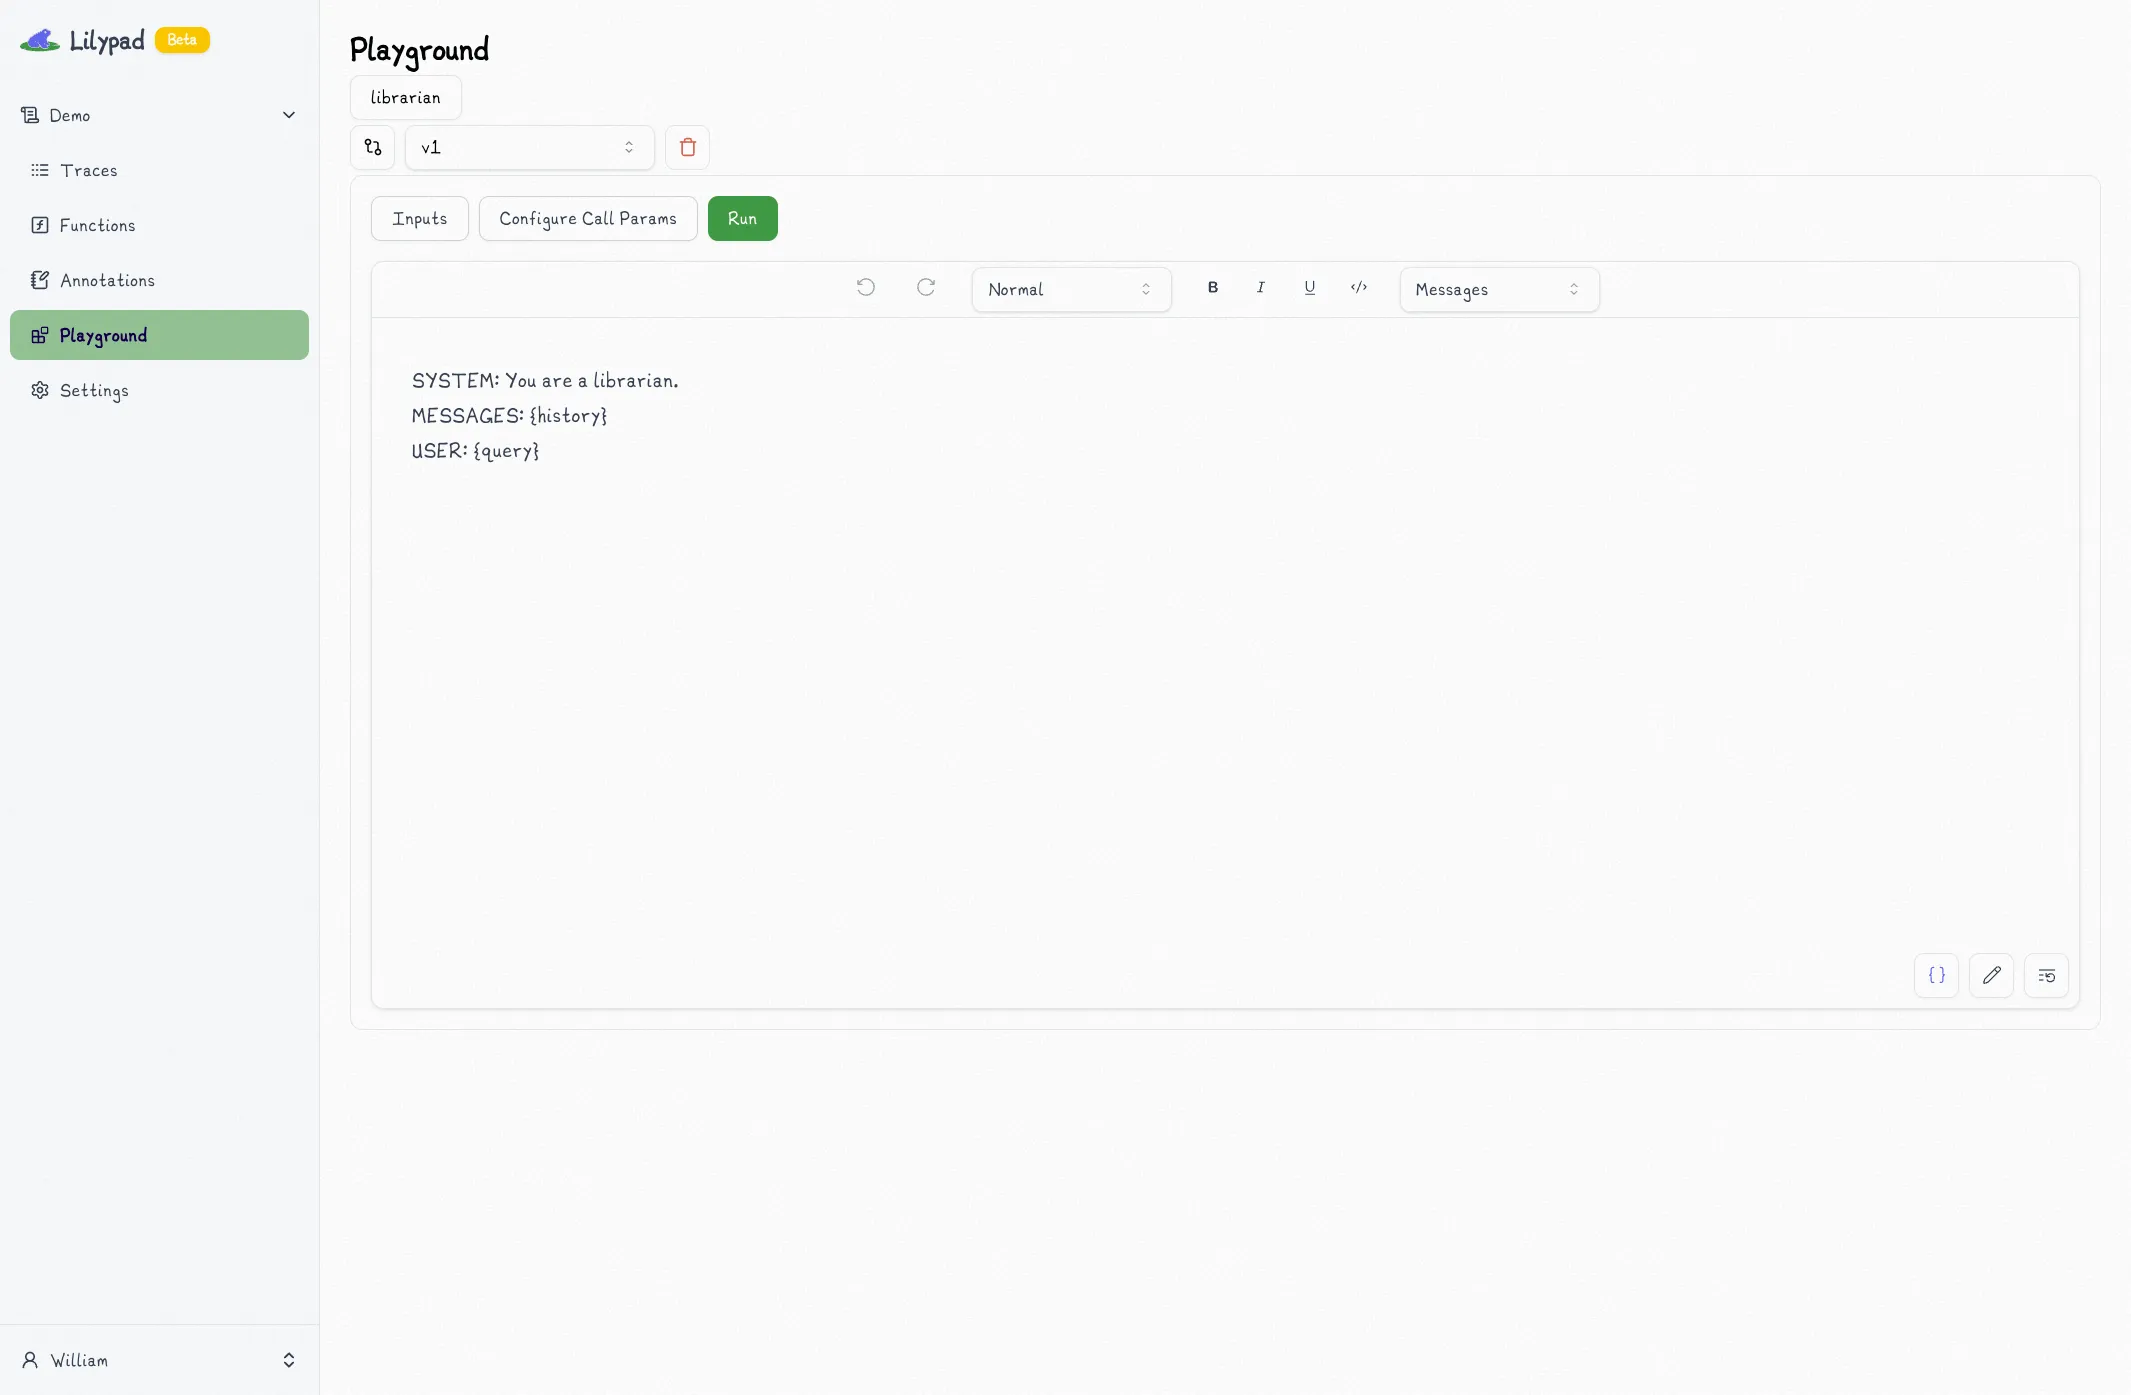 Lilypad Beta
Demo
Traces
Functions
Annotations
Playground
Settings
William
Playground
librarian
v1
Inputs Configure Call Params Run
Normal B I U </> Messages
SYSTEM: You are a librarian.
MESSAGES: {history}
USER: {query}
{}